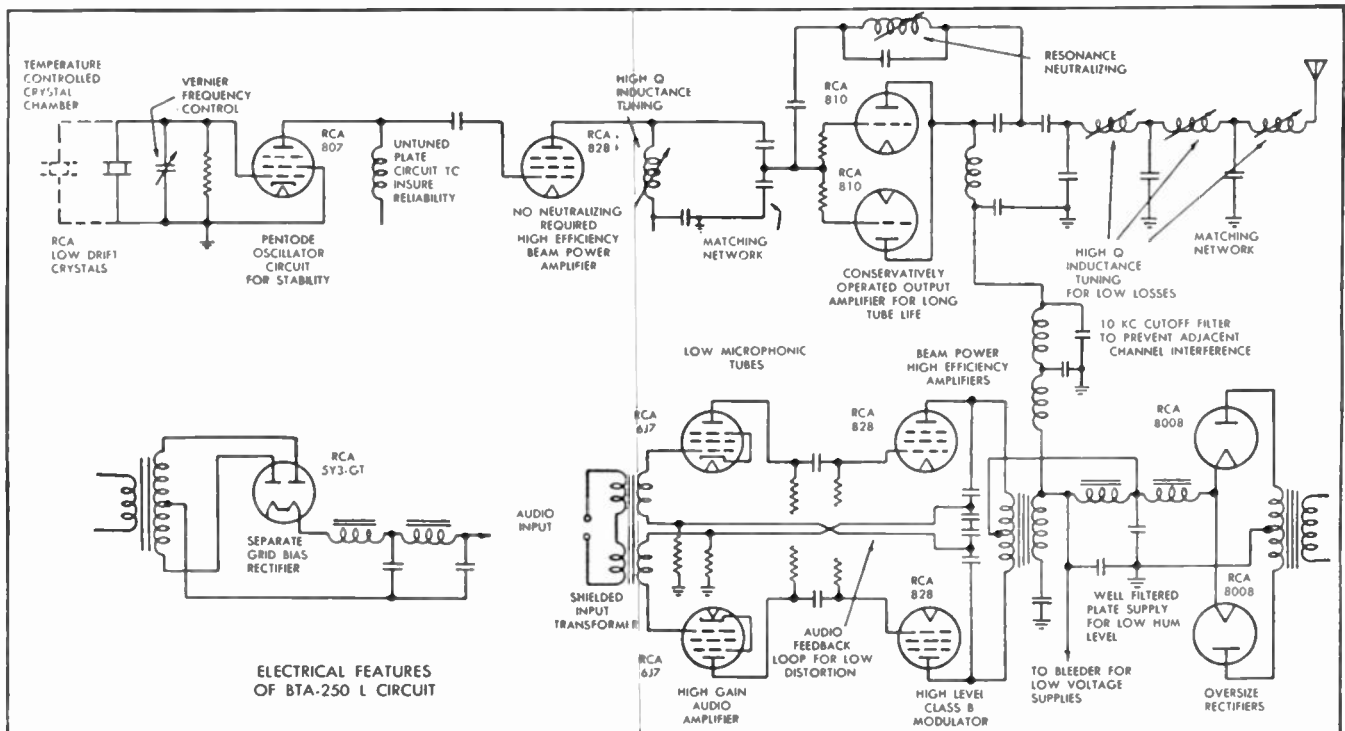 TEMPERATURE
CONTROLLED
CRYSTAL
CHAMBER
VERNIER
FREQUENCY
CONTROL
RCA
LOW DRIFT
CRYSTALS
RCA
807
PENTODE
OSCILLATOR
CIRCUIT
FOR STABILITY
UNTUNED
PLATE
CIRCUIT TC
INSURE
RELIABILITY
HIGH Q
INDUCTANCE
TUNING
RCA
828
NO NEUTRALIZING
REQUIRED
HIGH EFFICIENCY
BEAM POWER
AMPLIFIER
MATCHING
NETWORK
RCA
810
RCA
810
CONSERVATIVELY
OPERATED OUTPUT
AMPLIFIER FOR LONG
TUBE LIFE
RESONANCE
NEUTRALIZING
HIGH Q
INDUCTANCE
TUNING
FOR LOW LOSSES
MATCHING
NETWORK
10 KC CUTOFF FILTER
TO PREVENT ADJACENT
CHANNEL INTERFERENCE
RCA
5Y3-GT
SEPARATE
GRID BIAS
RECTIFIER
ELECTRICAL FEATURES
OF BTA-250 L CIRCUIT
AUDIO
INPUT
SHIELDED
INPUT
TRANSFORMER
LOW MICROPHONIC
TUBES
RCA
6J7
RCA
6J7
HIGH GAIN
AUDIO
AMPLIFIER
RCA
828
AUDIO
FEEDBACK
LOOP FOR LOW
DISTORTION
BEAM POWER
HIGH EFFICIENCY
AMPLIFIERS
RCA
828
HIGH LEVEL
CLASS B
MODULATOR
TO BLEEDER FOR
LOW VOLTAGE
SUPPLIES
WELL FILTERED
PLATE SUPPLY
FOR LOW HUM
LEVEL
RCA
8008
RCA
8008
OVERSIZE
RECTIFIERS